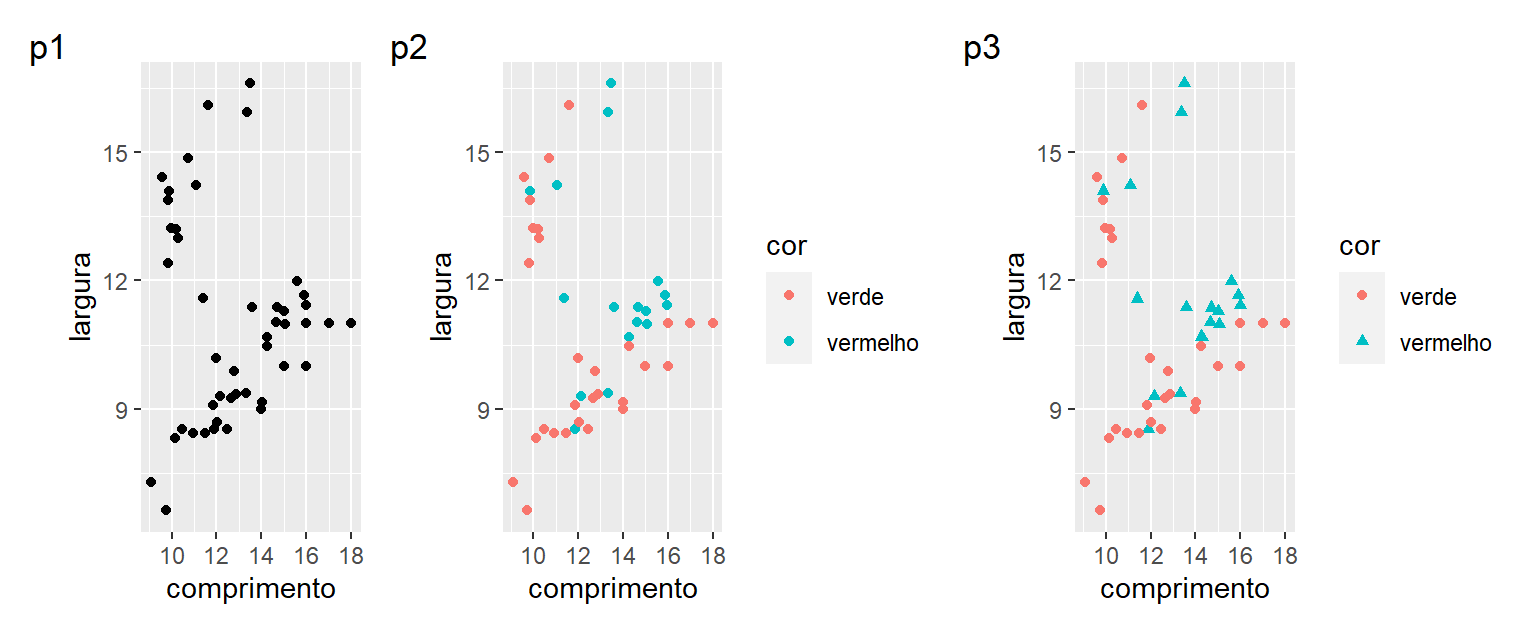 p1
15
12
9
largura
10 12 14 16 18
comprimento
p2
15
12
9
largura
10 12 14 16 18
comprimento
cor
verde
vermelho
p3
15
12
9
largura
10 12 14 16 18
comprimento
cor
verde
vermelho